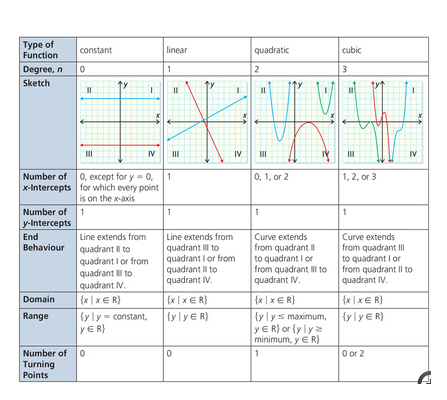 Type of Function
constant
linear
quadratic
cubic
Degree, n
0
1
2
3
Sketch
II
I
y
x
III
IV
II
y
x
III
IV
II
I
y
x
III
IV
II
I
y
x
III
IV
Number of
x-Intercepts
0, except for y = 0,
for which every point
is on the x-axis
1
0, 1, or 2
1, 2, or 3
Number of
y-Intercepts
1
1
1
1
End
Behaviour
Line extends from
quadrant II to
quadrant I or from
quadrant III to
quadrant IV.
Line extends from
quadrant III to
quadrant I or from
quadrant II to
quadrant IV.
Curve extends
from quadrant II
to quadrant I or
from quadrant III to
quadrant IV.
Curve extends
from quadrant III
to quadrant I or
from quadrant II to
quadrant IV.
Domain
{x | x ∈ R}
{x | x ∈ R}
{x | x ∈ R}
{x | x ∈ R}
Range
{y | y = constant,
y ∈ R}
{y | y ∈ R}
{y | y ≤ maximum,
y ∈ R} or {y | y ≥
minimum, y ∈ R}
{y | y ∈ R}
Number of
Turning
Points
0
0
1
0 or 2